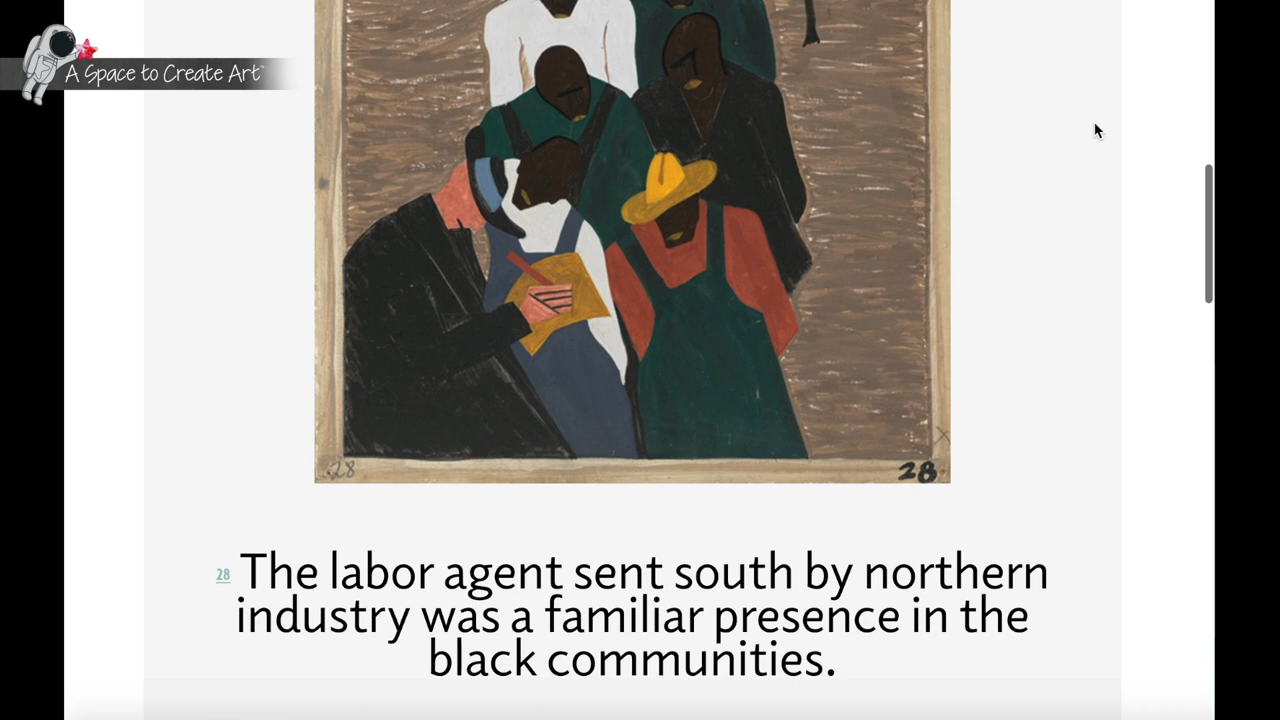 A Space to Create Art™
28
28
28 The labor agent sent south by northern
industry was a familiar presence in the
black communities.